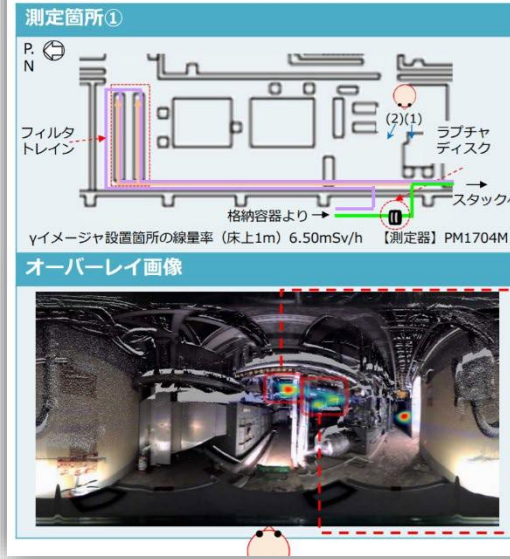 測定箇所①
P.
N
(2)(1)
フィルタ
トレイン
ラプチャ
ディスク
スタックへ
格納容器より→
γイメージャ設置箇所の線量率（床上1m）6.50mSv/h 【測定器】PM1704M
オーバーレイ画像